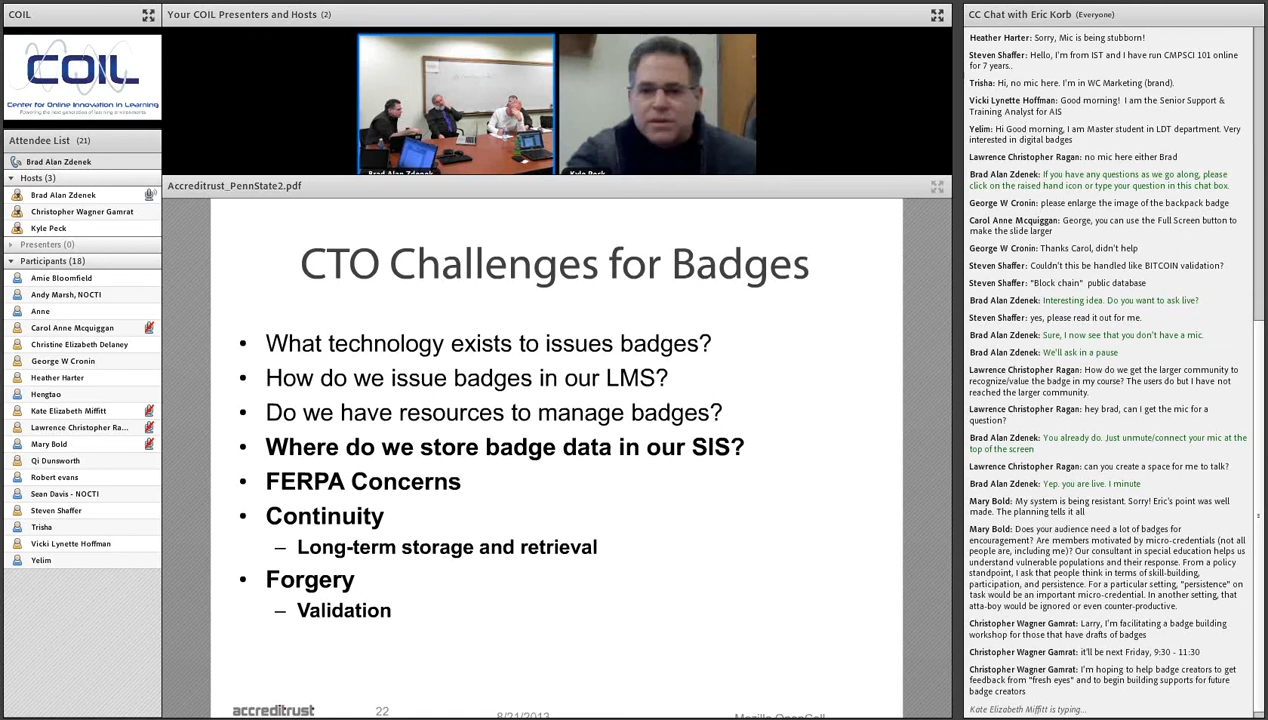 COIL
COIL
Center for Online Innovation in Learning
Powering the next generation of learning environments
Attendee List (21)
Brad Alan Zdenek
Hosts (3)
Brad Alan Zdenek
Christopher Wagner Gamrat
Kyle Peck
Presenters (0)
Participants (18)
Amie Bloomfield
Andy Marsh, NOCTI
Anne
Carol Anne Mcquiggan
Christine Elizabeth Delaney
George W Cronin
Heather Harter
Hengtao
Kate Elizabeth Miffitt
Lawrence Christopher Ra...
Mary Bold
Qi Dunsworth
Robert evans
Sean Davis - NOCTI
Steven Shaffer
Trisha
Vicki Lynette Hoffman
Yelim
Your COIL Presenters and Hosts (2)
Brad Alan Zdenek
Kyle Peck
Accreditrust_PennState2.pdf
CTO Challenges for Badges
• What technology exists to issues badges?
• How do we issue badges in our LMS?
• Do we have resources to manage badges?
• Where do we store badge data in our SIS?
• FERPA Concerns
• Continuity
– Long-term storage and retrieval
• Forgery
– Validation
accreditrust
22
8/21/2013
Mozilla OpenCall
CC Chat with Eric Korb (Everyone)
Heather Harter: Sorry, Mic is being stubborn!
Steven Shaffer: Hello, I'm from IST and I have run CMPSCI 101 online
for 7 years..
Trisha: Hi, no mic here. I'm in WC Marketing (brand).
Vicki Lynette Hoffman: Good morning! I am the Senior Support &
Training Analyst for AIS
Yelim: Hi Good morning, I am Master student in LDT department. Very
interested in digital badges
Lawrence Christopher Ragan: no mic here either Brad
Brad Alan Zdenek: If you have any questions as we go along, please
click on the raised hand icon or type your question in this chat box.
George W Cronin: please enlarge the image of the backpack badge
Carol Anne Mcquiggan: George, you can use the Full Screen button to
make the slide larger
George W Cronin: Thanks Carol, didn't help
Steven Shaffer: Couldn't this be handled like BITCOIN validation?
Steven Shaffer: "Block chain" public database
Brad Alan Zdenek: Interesting idea. Do you want to ask live?
Steven Shaffer: yes, please read it out for me.
Brad Alan Zdenek: Sure, I now see that you don't have a mic.
Brad Alan Zdenek: We'll ask in a pause
Lawrence Christopher Ragan: How do we get the larger community to
recognize/value the badge in my course? The users do but I have not
reached the larger community.
Lawrence Christopher Ragan: hey brad, can I get the mic for a
question?
Brad Alan Zdenek: You already do. Just unmute/connect your mic at the
top of the screen
Lawrence Christopher Ragan: can you create a space for me to talk?
Brad Alan Zdenek: Yep. you are live. I minute
Mary Bold: My system is being resistant. Sorry! Eric's point was well
made. The planning tells it all
Mary Bold: Does your audience need a lot of badges for
encouragement? Are members motivated by micro-credentials (not all
people are, including me)? Our consultant in special education helps us
understand vulnerable populations and their response. From a policy
standpoint, I ask that people think in terms of skill-building,
participation, and persistence. For a particular setting, "persistence" on
task would be an important micro-credential. In another setting, that
atta-boy would be ignored or even counter-productive.
Christopher Wagner Gamrat: Larry, I'm facilitating a badge building
workshop for those that have drafts of badges
Christopher Wagner Gamrat: it'll be next Friday, 9:30 - 11:30
Christopher Wagner Gamrat: I'm hoping to help badge creators to get
feedback from "fresh eyes" and to begin building supports for future
badge creators
Kate Elizabeth Miffitt is typing...